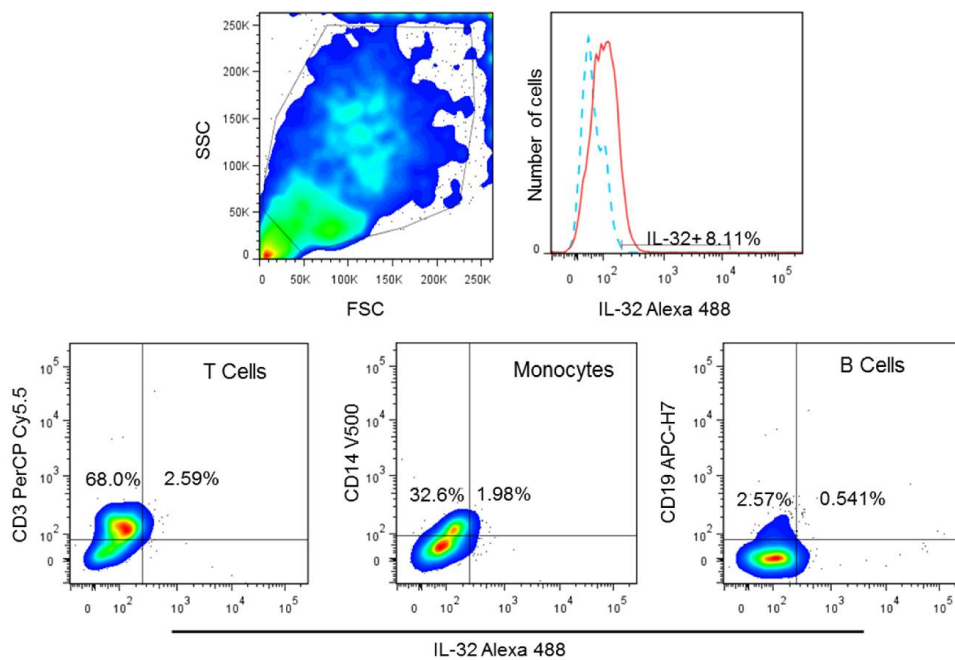 250K
200K
150K
100K
50K
0
SSC
0 50K 100K 150K 200K 250K
FSC
Number of cells
0
IL-32+ 8.11%
0 10² 10³ 10⁴ 10⁵
IL-32 Alexa 488
CD3 PerCP Cy5.5
10⁵
10⁴
10³
10²
0
T Cells
68.0% 2.59%
0 10² 10³ 10⁴ 10⁵
CD14 V500
10⁵
10⁴
10³
10²
0
Monocytes
32.6% 1.98%
0 10² 10³ 10⁴ 10⁵
CD19 APC-H7
10⁵
10⁴
10³
10²
0
B Cells
2.57% 0.541%
0 10² 10³ 10⁴ 10⁵
IL-32 Alexa 488